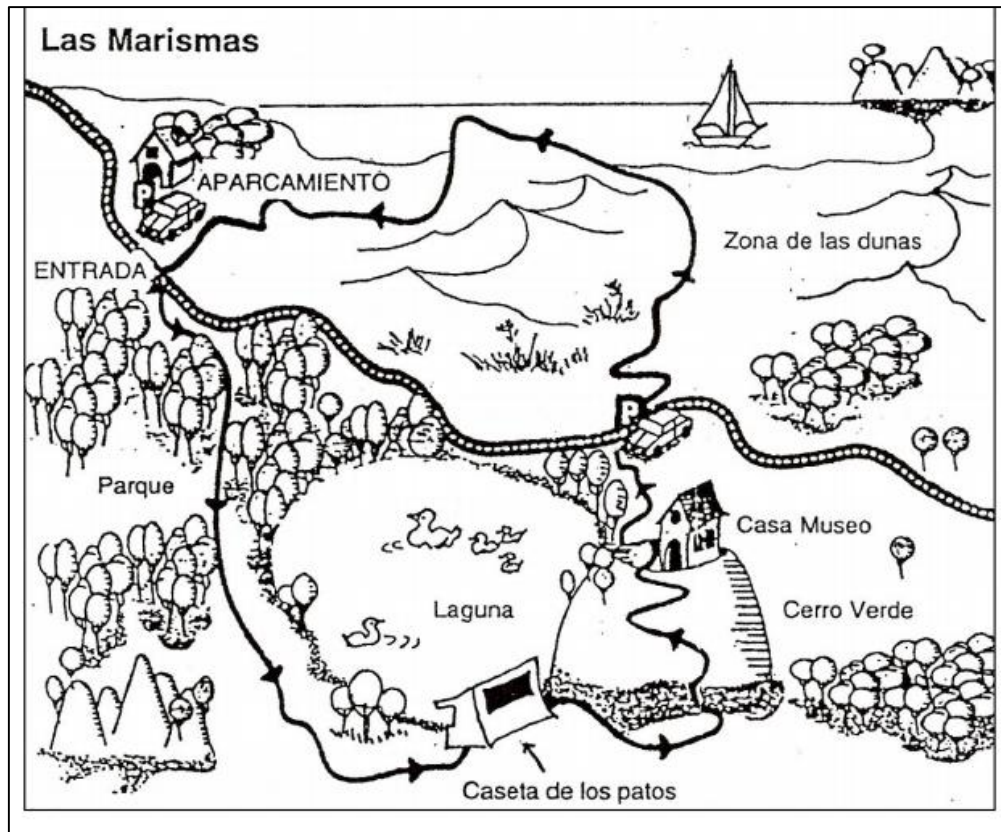 Las Marismas
APARCAMIENTO
P
Zona de las dunas
ENTRADA
P
Parque
Casa Museo
Laguna
Cerro Verde
Caseta de los patos